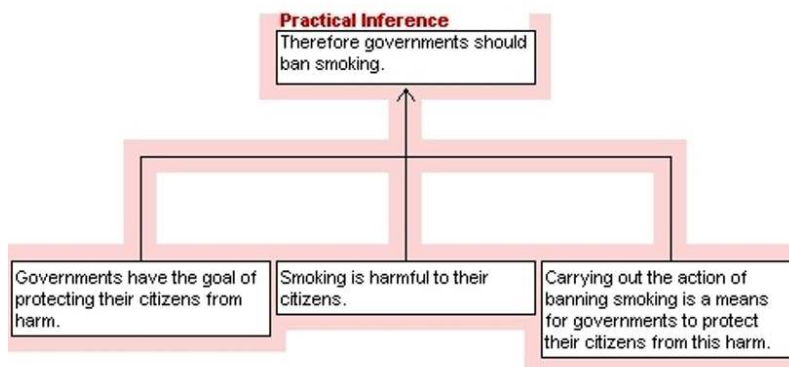 Practical Inference
Therefore governments should
ban smoking.
Governments have the goal of
protecting their citizens from
harm.
Smoking is harmful to their
citizens.
Carrying out the action of
banning smoking is a means
for governments to protect
their citizens from this harm.